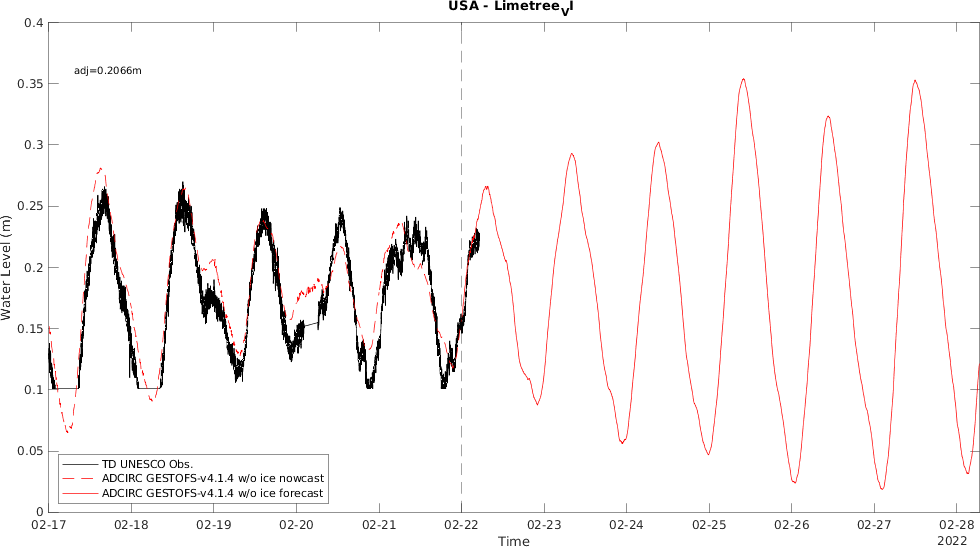 USA - Limetree_VI
adj=0.2066m
Water Level (m)
0.4
0.35
0.3
0.25
0.2
0.15
0.1
0.05
0
TD UNESCO Obs.
ADCIRC GESTOFS-v4.1.4 w/o ice nowcast
ADCIRC GESTOFS-v4.1.4 w/o ice forecast
02-17 02-18 02-19 02-20 02-21 02-22 02-23 02-24 02-25 02-26 02-27 02-28
Time
2022